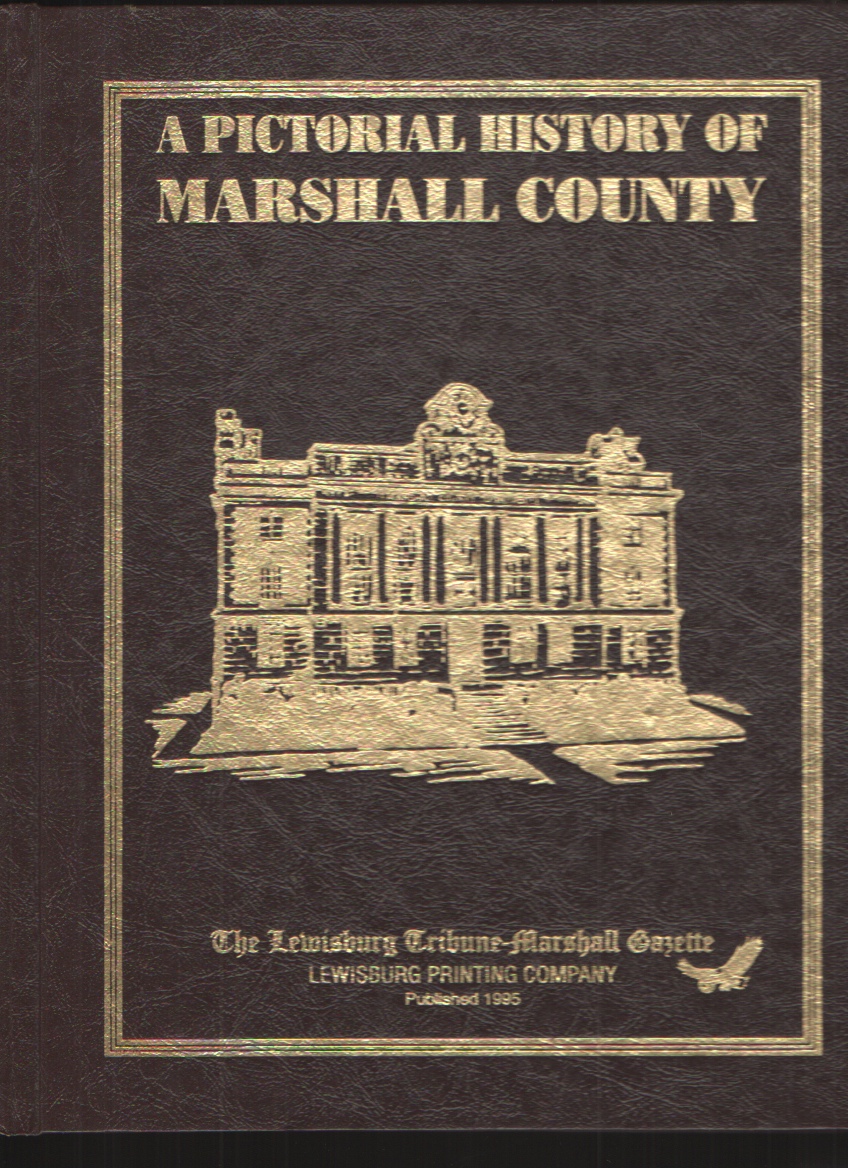 A PICTORIAL HISTORY OF
MARSHALL COUNTY
The Lewisburg Tribune-Marshall Gazette
LEWISBURG PRINTING COMPANY
Published 1995